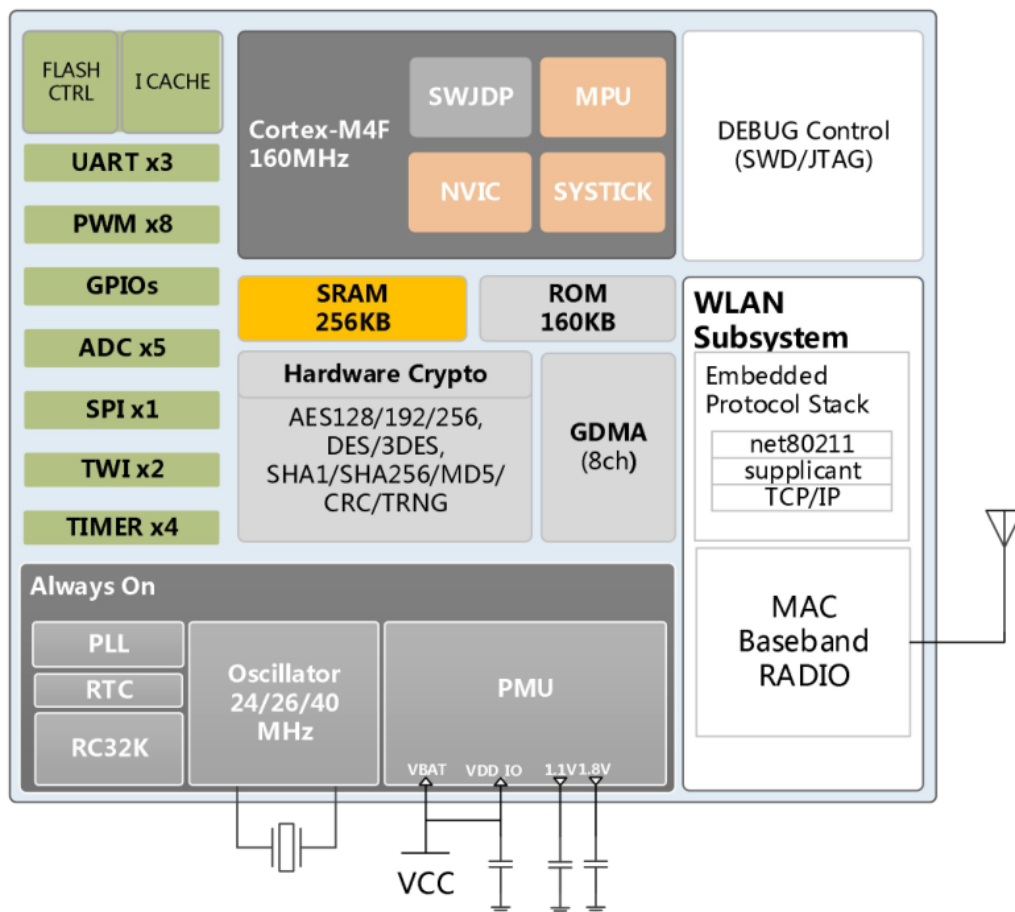 FLASH
CTRL
I CACHE
UART x3
PWM x8
GPIOs
ADC x5
SPI x1
TWI x2
TIMER x4
Cortex-M4F
160MHz
SWJDP
MPU
NVIC
SYSTICK
DEBUG Control
(SWD/JTAG)
SRAM
256KB
ROM
160KB
Hardware Crypto
AES128/192/256,
DES/3DES,
SHA1/SHA256/MD5/
CRC/TRNG
GDMA
(8ch)
WLAN
Subsystem
Embedded
Protocol Stack
net80211
supplicant
TCP/IP
MAC
Baseband
RADIO
Always On
PLL
RTC
RC32K
Oscillator
24/26/40
MHz
PMU
VBAT
VDD_IO
1.1V
1.8V
VCC